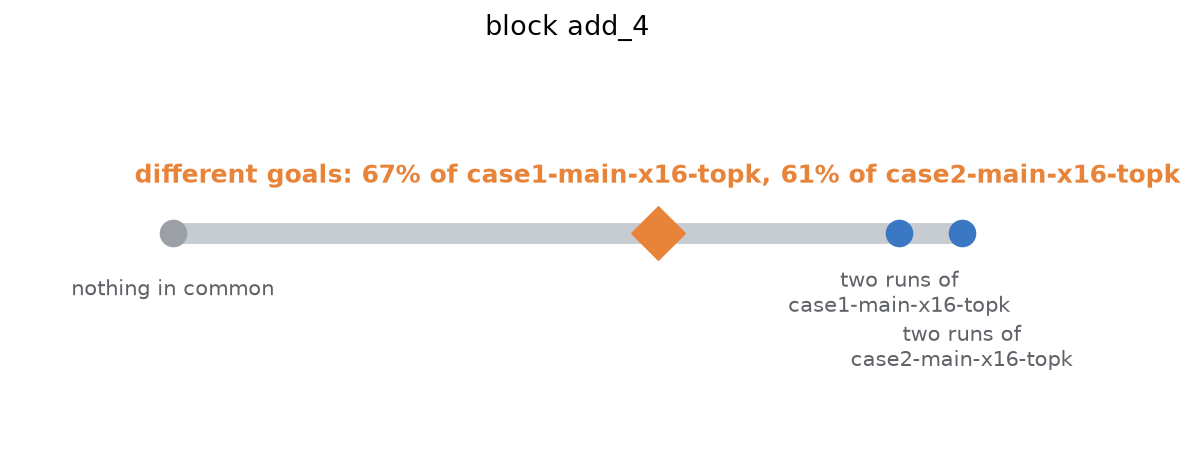 block add_4
different goals: 67% of case1-main-x16-topk, 61% of case2-main-x16-topk
nothing in common
two runs of
case1-main-x16-topk
two runs of
case2-main-x16-topk